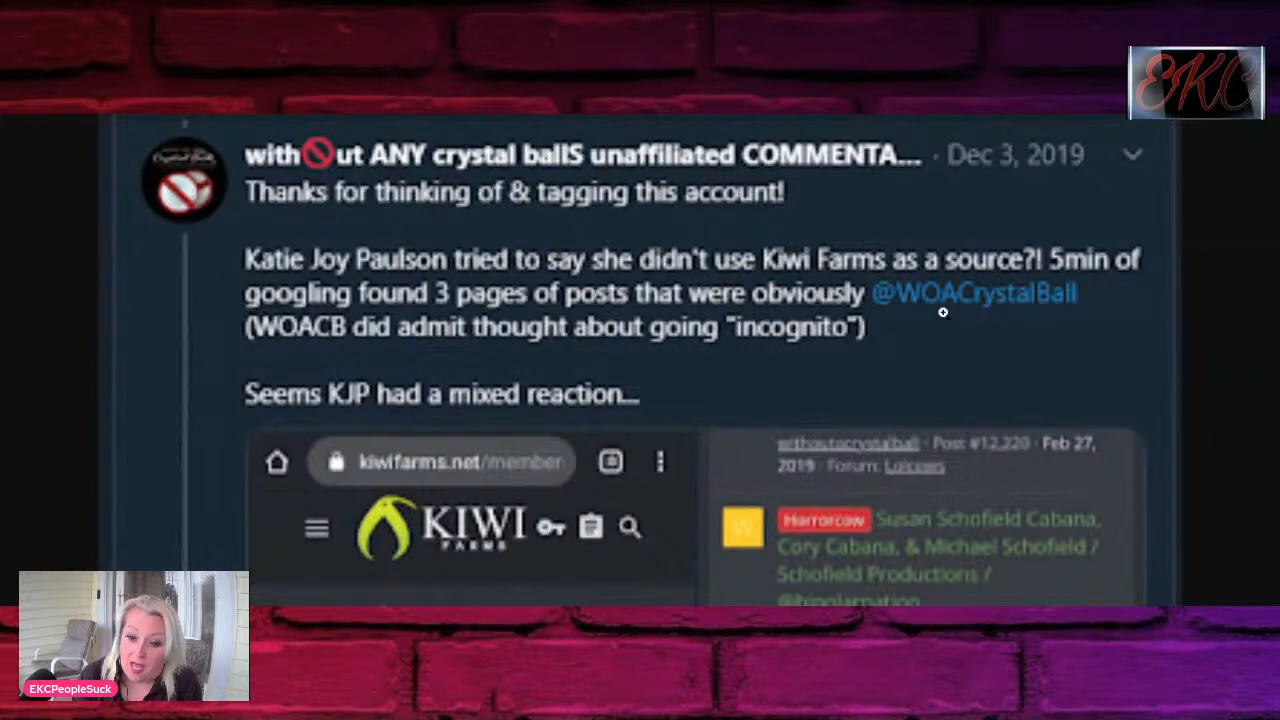 EKC
with🚫ut ANY crystal ballS unaffiliated COMMENTA... · Dec 3, 2019
Thanks for thinking of & tagging this account!
Katie Joy Paulson tried to say she didn't use Kiwi Farms as a source?! 5min of
googling found 3 pages of posts that were obviously @WOACrystalBall
(WOACB did admit thought about going "incognito")
Seems KJP had a mixed reaction...
kiwifarms.net/member
KIWI
FARMS
withoutacrystalball · Post #12,220 · Feb 27,
2019 · Forum: Lolcows
W
Horrorcow Susan Schofield Cabana,
Cory Cabana, & Michael Schofield /
Schofield Productions /
@bipolarnation
EKCPeopleSuck